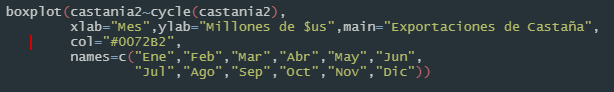 boxplot(castania2~cycle(castania2),
xlab="Mes",ylab="Millones de $us",main="Exportaciones de Castaña",
col="#0072B2",
names=c("Ene","Feb","Mar","Abr","May","Jun",
"Jul","Ago","Sep","Oct","Nov","Dic"))